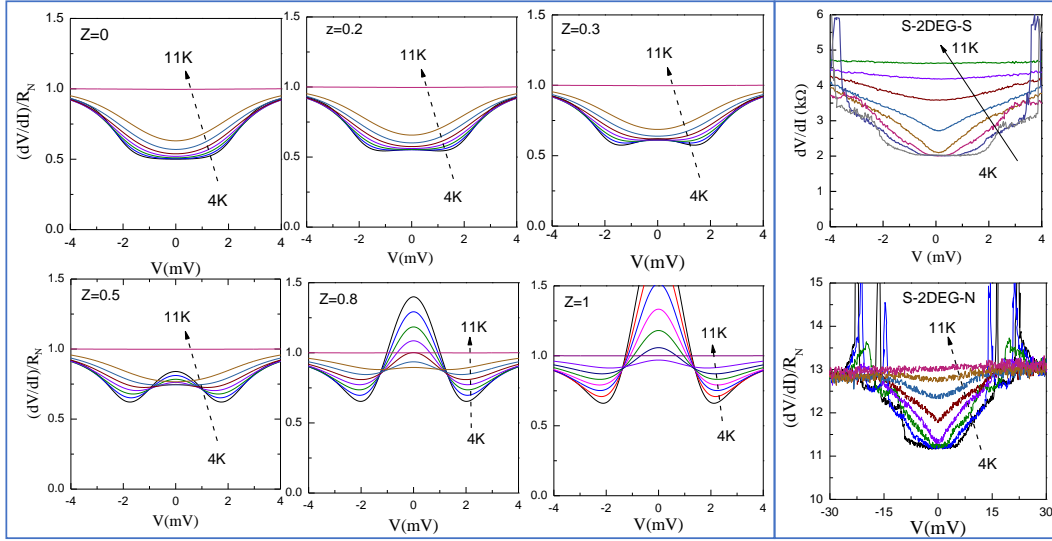 Z=0
11K
4K
(dV/dI)/R_N
1.5
1.0
0.5
0.0
-4 -2 0 2 4
V(mV)
z=0.2
11K
4K
1.5
1.0
0.5
0.0
-4 -2 0 2 4
V(mV)
Z=0.3
11K
4K
1.5
1.0
0.5
0.0
-4 -2 0 2 4
V(mV)
S-2DEG-S
11K
4K
dV/dI (kΩ)
6
5
4
3
2
1
0
-4 -2 0 2 4
V (mV)
Z=0.5
11K
4K
(dV/dI)/R_N
1.5
1.0
0.5
0.0
-4 -2 0 2 4
V(mV)
Z=0.8
11K
4K
1.5
1.0
0.5
0.0
-4 -2 0 2 4
V(mV)
Z=1
11K
4K
1.5
1.0
0.5
-4 -2 0 2 4
V(mV)
S-2DEG-N
11K
4K
(dV/dI)/R_N
15
14
13
12
11
10
-30 -15 0 15 30
V(mV)